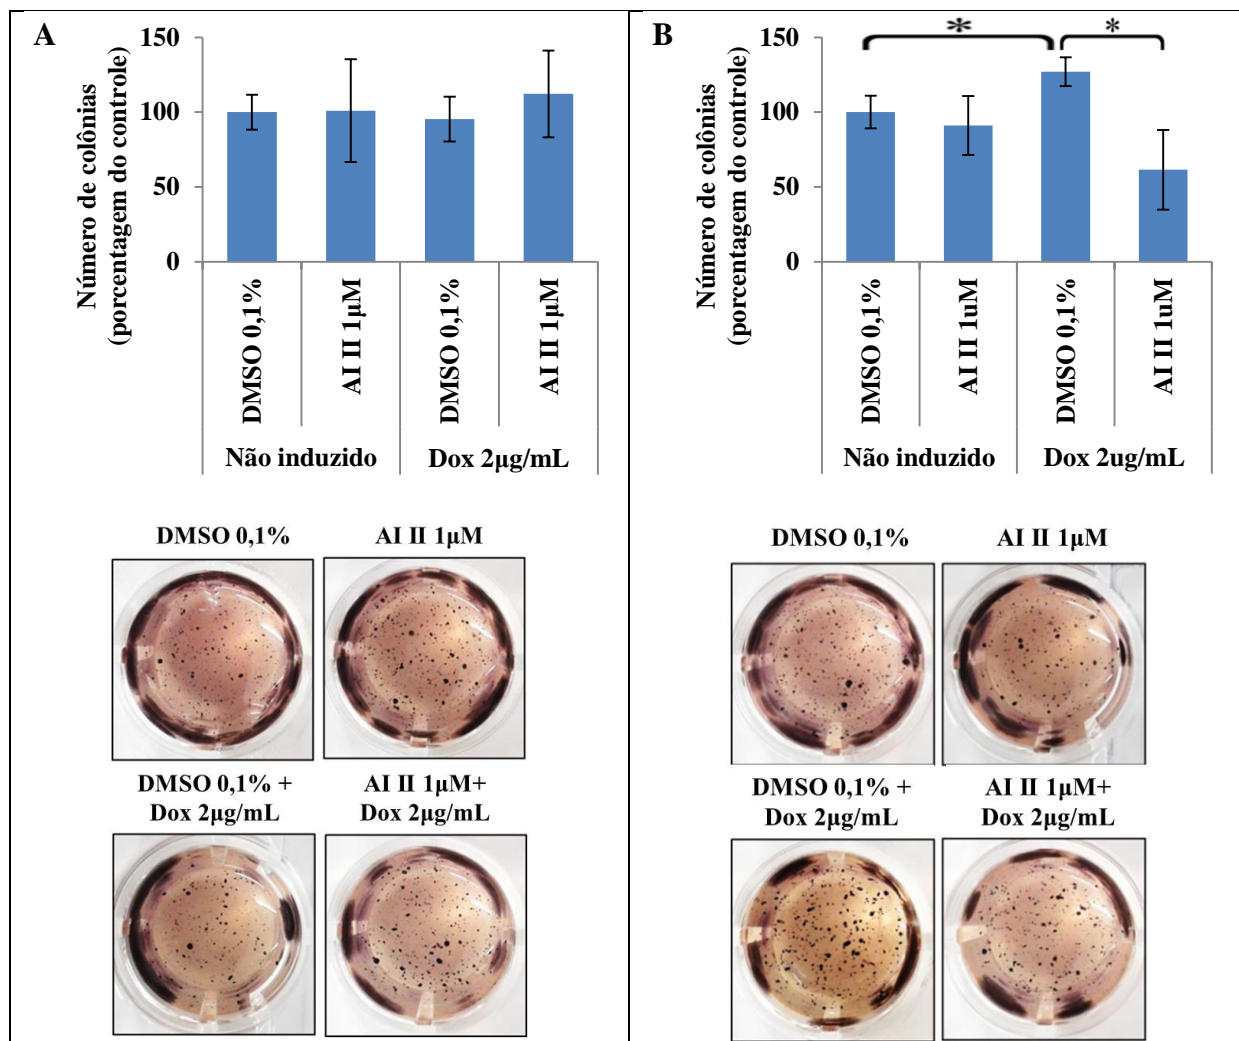 A
Número de colônias
(porcentagem do controle)
150
100
50
0
DMSO 0,1%
AI II 1µM
DMSO 0,1%
AI II 1µM
Não induzido
Dox 2µg/mL
DMSO 0,1%
AI II 1µM
DMSO 0,1% +
Dox 2µg/mL
AI II 1µM+
Dox 2µg/mL
B
Número de colônias
(porcentagem do controle)
150
100
50
0
*
*
DMSO 0,1%
AI II 1uM
DMSO 0,1%
AI II 1uM
Não induzido
Dox 2ug/mL
DMSO 0,1%
AI II 1µM
DMSO 0,1% +
Dox 2µg/mL
AI II 1µM+
Dox 2µg/mL